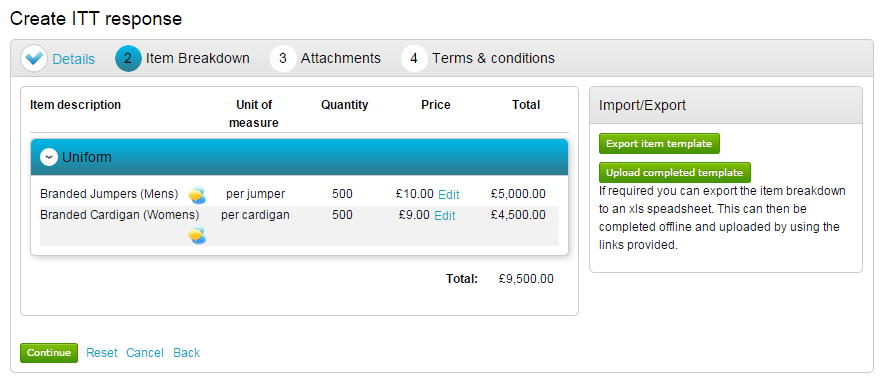 Create ITT response
Details 2 Item Breakdown 3 Attachments 4 Terms & conditions
Item description Unit of measure Quantity Price Total
Uniform
Branded Jumpers (Mens) per jumper 500 £10.00 Edit £5,000.00
Branded Cardigan (Womens) per cardigan 500 £9.00 Edit £4,500.00
Total: £9,500.00
Import/Export
Export item template
Upload completed template
If required you can export the item breakdown
to an xls speadsheet. This can then be
completed offline and uploaded by using the
links provided.
Continue Reset Cancel Back